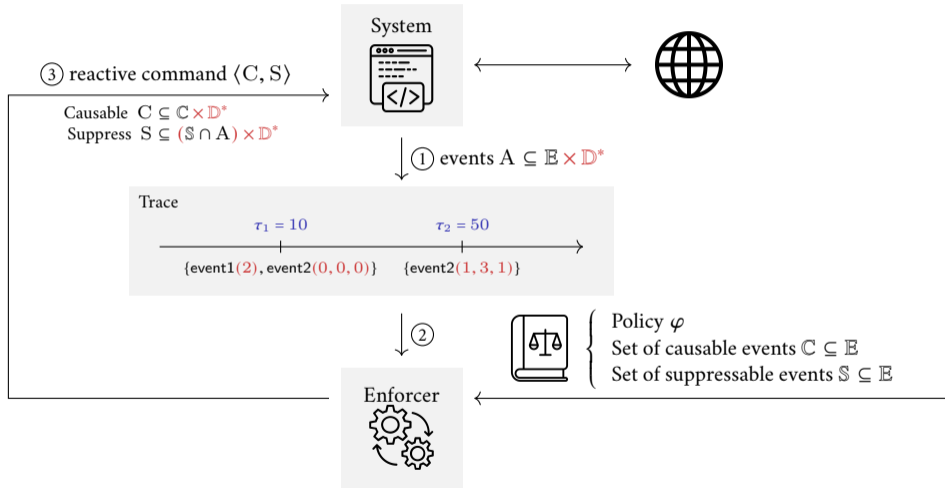 System
</>
③ reactive command ⟨C, S⟩
Causable C ⊆ ℂ × 𝔻*
Suppress S ⊆ (𝕊 ∩ A) × 𝔻*
① events A ⊆ 𝔼 × 𝔻*
Trace
τ₁ = 10 τ₂ = 50
{event1(2), event2(0, 0, 0)} {event2(1, 3, 1)}
②
Policy φ
Set of causable events ℂ ⊆ 𝔼
Set of suppressable events 𝕊 ⊆ 𝔼
Enforcer